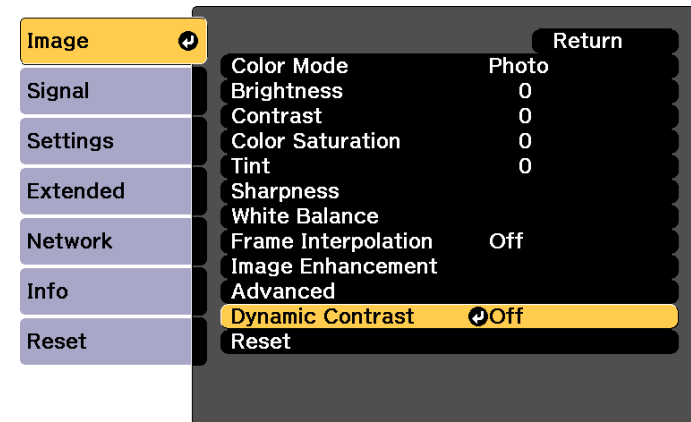 Image
Signal
Settings
Extended
Network
Info
Reset
Return
Color Mode Photo
Brightness 0
Contrast 0
Color Saturation 0
Tint 0
Sharpness
White Balance
Frame Interpolation Off
Image Enhancement
Advanced
Dynamic Contrast Off
Reset